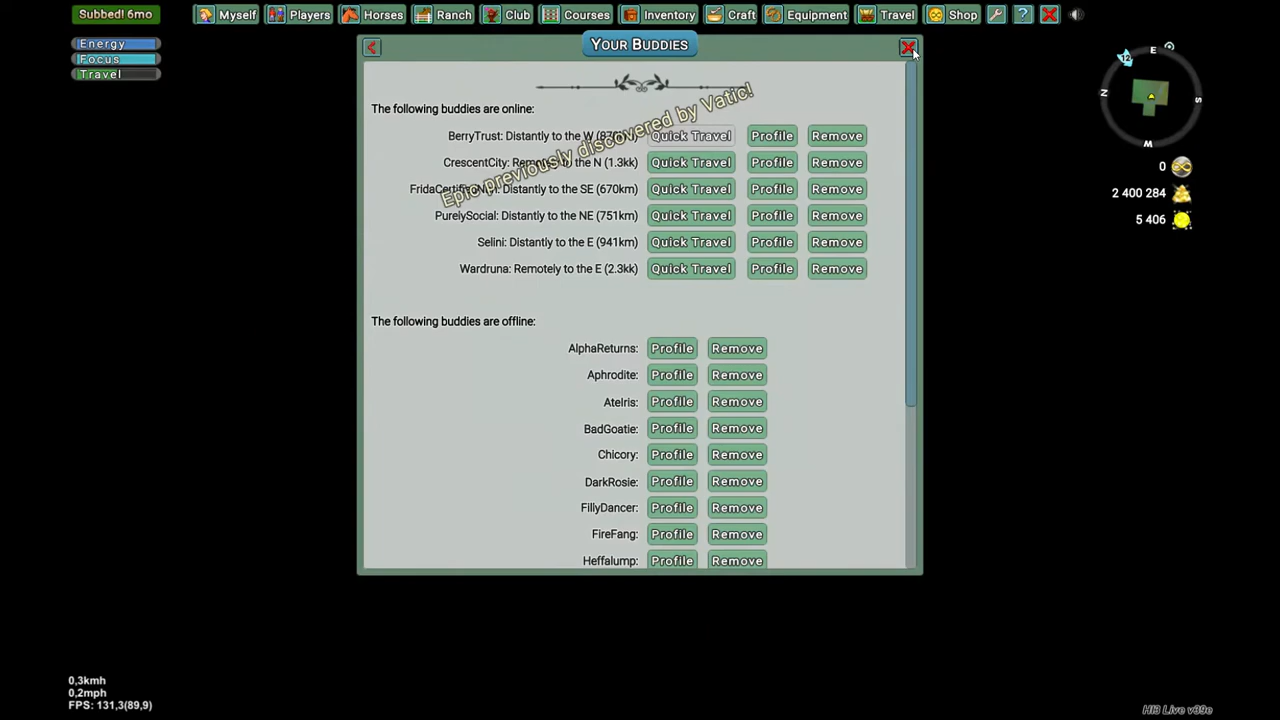 Subbed! 6mo
Myself Players Horses Ranch Club Courses Inventory Craft Equipment Travel Shop ?
Energy
Focus
Travel
Your Buddies
E
12
N
S
W
The following buddies are online:
Epic previously discovered by Vatic!
BerryTrust: Distantly to the W Quick Travel Profile Remove
CrescentCity: to the N (1.3kk) Quick Travel Profile Remove
SE (670km) Quick Travel Profile Remove
PurelySocial: Distantly to the NE (751km) Quick Travel Profile Remove
Selini: Distantly to the E (941km) Quick Travel Profile Remove
Wardruna: Remotely to the E (2.3kk) Quick Travel Profile Remove
0
2 400 284
5 406
The following buddies are offline:
AlphaReturns: Profile Remove
Aphrodite: Profile Remove
AteIris: Profile Remove
BadGoatie: Profile Remove
Chicory: Profile Remove
DarkRosie: Profile Remove
FillyDancer: Profile Remove
FireFang: Profile Remove
Heffalump: Profile Remove
0,3kmh
0,2mph
FPS: 131,3(89,9)
HI3 Live v39e